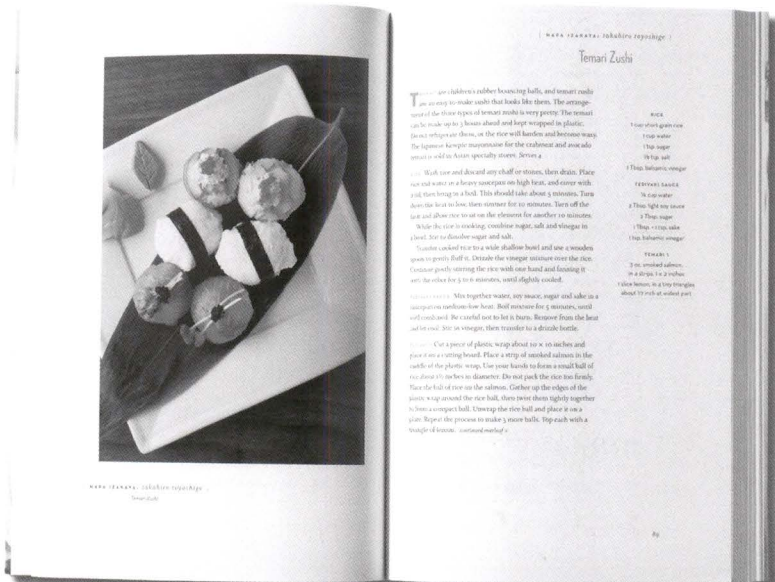 HAPA IZAKAYA: takahiro toyoshige
Temari Zushi
[ HAPA IZAKAYA: takahiro toyoshige ]
Temari Zushi
are children's rubber bouncing balls, and temari zushi
are an way to make sushi that looks like them. The arrange-
ment of the three types of temari zushi is very pretty. The temari
can be made up to 3 hours ahead and kept wrapped in plastic.
Do not refrigerate them, as the rice will harden and become waxy.
The Japanese Kewpie mayonnaise for the crabmeat and avocado
temari is sold in Asian specialty stores. Serves 4
Wash rice and discard any chaff or stones, then drain. Place
rice and water in a heavy saucepan on high heat, and cover with
a lid, then bring to a boil. This should take about 3 minutes. Turn
down the heat to low, then simmer for 10 minutes. Turn off the
heat and allow rice to sit on the element for another 10 minutes.
While the rice is cooking, combine sugar, salt and vinegar in
a bowl. Stir to dissolve sugar and salt.
Transfer cooked rice to a wide shallow bowl and use a wooden
spoon to gently fluff it. Drizzle the vinegar mixture over the rice.
Continue gently stirring the rice with one hand and fanning it
with the other for 5 to 6 minutes, until slightly cooled.
Mix together water, soy sauce, sugar and sake in a
saucepan on medium-low heat. Boil mixture for 5 minutes, until
well reduced. Be careful not to let it burn. Remove from the heat
and let cool. Stir in vinegar, then transfer to a drizzle bottle.
Cut a piece of plastic wrap about 10 × 10 inches and
place it on a cutting board. Place a strip of smoked salmon in the
middle of the plastic wrap. Use your hands to form a small ball of
rice about 1½ inches in diameter. Do not pack the rice too firmly.
Place the ball of rice on the salmon. Gather up the edges of the
plastic wrap around the rice ball, then twist them tightly together
to form a compact ball. Unwrap the rice ball and place it on a
plate. Repeat the process to make 3 more balls. Top each with a
triangle of lemon. continued overleaf >
RICE
1 cup short-grain rice
1 cup water
1 tsp. sugar
tsp. salt
1 Tbsp. balsamic vinegar
TERIYAKI SAUCE
cup water
2 Tbsp. light soy sauce
2 Tbsp. sugar
1 Tbsp. + 1 tsp. sake
1 tsp. balsamic vinegar
TEMARI 1
3 oz. smoked salmon,
in 4 strips, 1 × 2 inches
1 slice lemon, in 4 tiny triangles,
about ½ inch at widest part
89